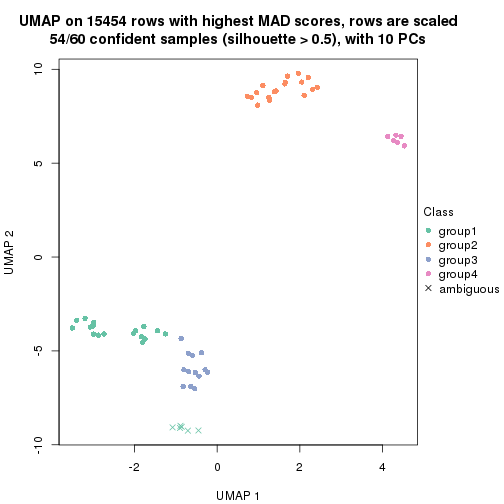 UMAP on 15454 rows with highest MAD scores, rows are scaled
54/60 confident samples (silhouette > 0.5), with 10 PCs
10
5
0
-5
-10
UMAP 2
-2
0
2
4
UMAP 1
Class
group1
group2
group3
group4
ambiguous